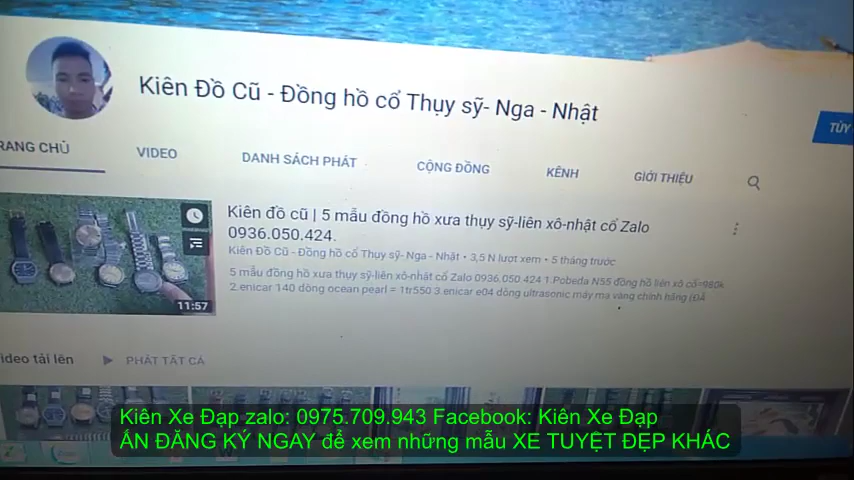 Kiên Đồ Cũ - Đồng hồ cổ Thụy sỹ- Nga - Nhật
TÙY
RANG CHỦ VIDEO DANH SÁCH PHÁT CỘNG ĐỒNG KÊNH GIỚI THIỆU
Kiên đồ cũ | 5 mẫu đồng hồ xưa thụy sỹ-liên xô-nhật cổ Zalo
0936.050.424.
Kiên Đồ Cũ - Đồng hồ cổ Thụy sỹ- Nga - Nhật • 3,5 N lượt xem • 5 tháng trước
5 mẫu đồng hồ xưa thụy sỹ-liên xô-nhật cổ Zalo 0936.050.424 1.Pobeda N55 đồng hồ liên xô cổ=980k
2.enicar 140 dòng ocean pearl = 1tr550 3.enicar e04 dòng ultrasonic máy mạ vàng chính hãng (ĐÃ
11:57
ideo tải lên PHÁT TẤT CẢ
Kiên Xe Đạp zalo: 0975.709.943 Facebook: Kiên Xe Đạp
ẤN ĐĂNG KÝ NGAY để xem những mẫu XE TUYỆT ĐẸP KHÁC